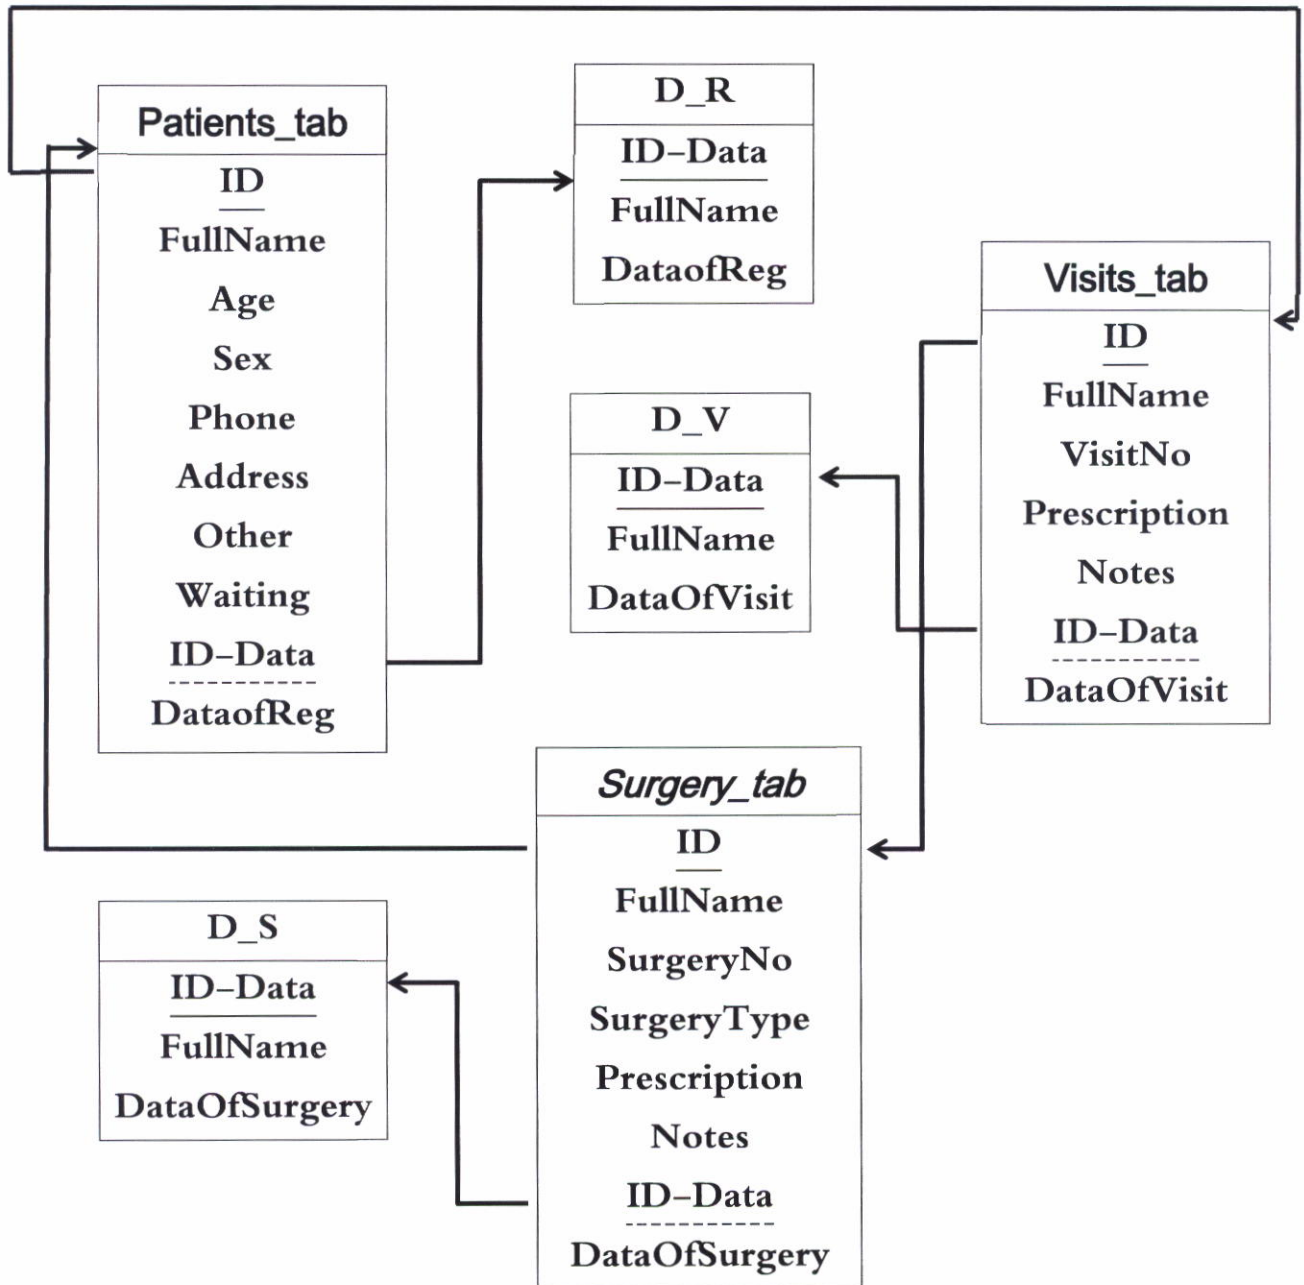 Patients_tab
ID
FullName
Age
Sex
Phone
Address
Other
Waiting
ID-Data
DataofReg
D_R
ID-Data
FullName
DataofReg
D_V
ID-Data
FullName
DataOfVisit
Visits_tab
ID
FullName
VisitNo
Prescription
Notes
ID-Data
DataOfVisit
Surgery_tab
ID
FullName
SurgeryNo
SurgeryType
Prescription
Notes
ID-Data
DataOfSurgery
D_S
ID-Data
FullName
DataOfSurgery